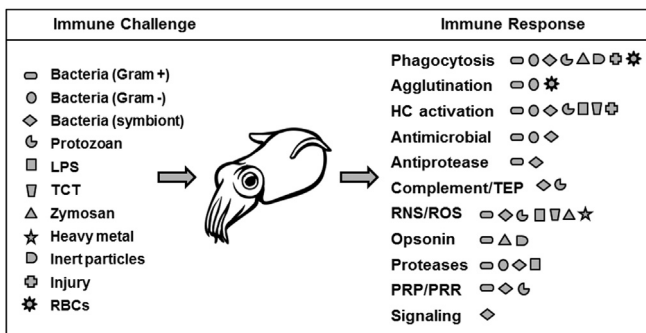 Immune Challenge
Bacteria (Gram +)
Bacteria (Gram -)
Bacteria (symbiont)
Protozoan
LPS
TCT
Zymosan
Heavy metal
Inert particles
Injury
RBCs
Immune Response
Phagocytosis
Agglutination
HC activation
Antimicrobial
Antiprotease
Complement/TEP
RNS/ROS
Opsonin
Proteases
PRP/PRR
Signaling